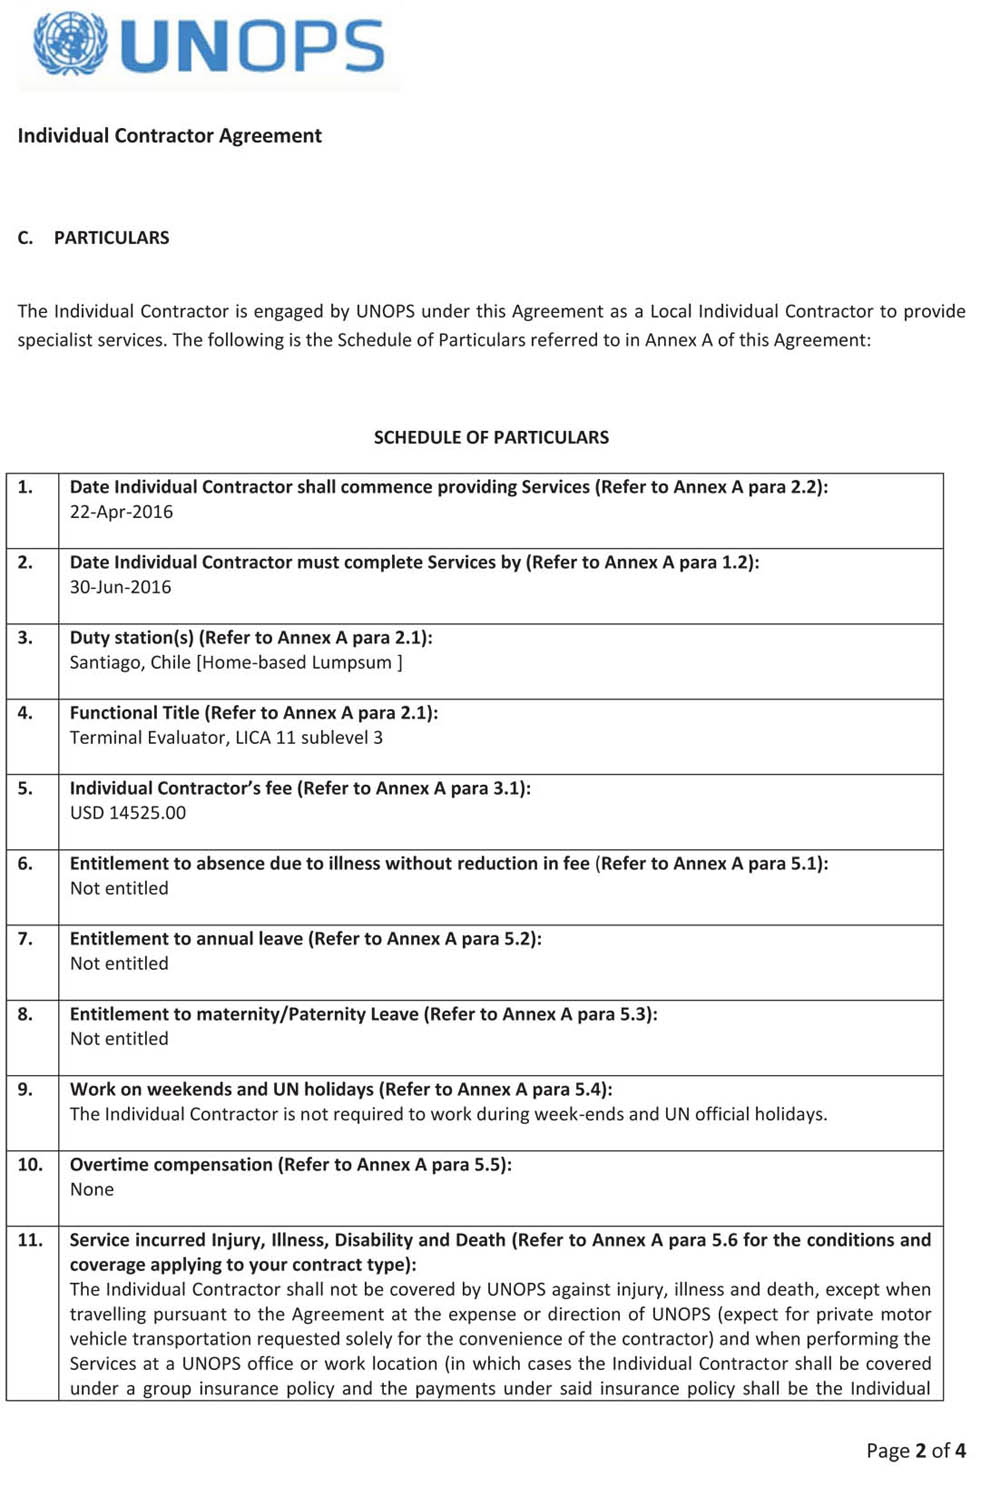 UNOPS
Individual Contractor Agreement
C. PARTICULARS
The Individual Contractor is engaged by UNOPS under this Agreement as a Local Individual Contractor to provide
specialist services. The following is the Schedule of Particulars referred to in Annex A of this Agreement:
SCHEDULE OF PARTICULARS
1. Date Individual Contractor shall commence providing Services (Refer to Annex A para 2.2):
22-Apr-2016
2. Date Individual Contractor must complete Services by (Refer to Annex A para 1.2):
30-Jun-2016
3. Duty station(s) (Refer to Annex A para 2.1):
Santiago, Chile [Home-based Lumpsum ]
4. Functional Title (Refer to Annex A para 2.1):
Terminal Evaluator, LICA 11 sublevel 3
5. Individual Contractor’s fee (Refer to Annex A para 3.1):
USD 14525.00
6. Entitlement to absence due to illness without reduction in fee (Refer to Annex A para 5.1):
Not entitled
7. Entitlement to annual leave (Refer to Annex A para 5.2):
Not entitled
8. Entitlement to maternity/Paternity Leave (Refer to Annex A para 5.3):
Not entitled
9. Work on weekends and UN holidays (Refer to Annex A para 5.4):
The Individual Contractor is not required to work during week-ends and UN official holidays.
10. Overtime compensation (Refer to Annex A para 5.5):
None
11. Service incurred Injury, Illness, Disability and Death (Refer to Annex A para 5.6 for the conditions and
coverage applying to your contract type):
The Individual Contractor shall not be covered by UNOPS against injury, illness and death, except when
travelling pursuant to the Agreement at the expense or direction of UNOPS (expect for private motor
vehicle transportation requested solely for the convenience of the contractor) and when performing the
Services at a UNOPS office or work location (in which cases the Individual Contractor shall be covered
under a group insurance policy and the payments under said insurance policy shall be the Individual
Page 2 of 4